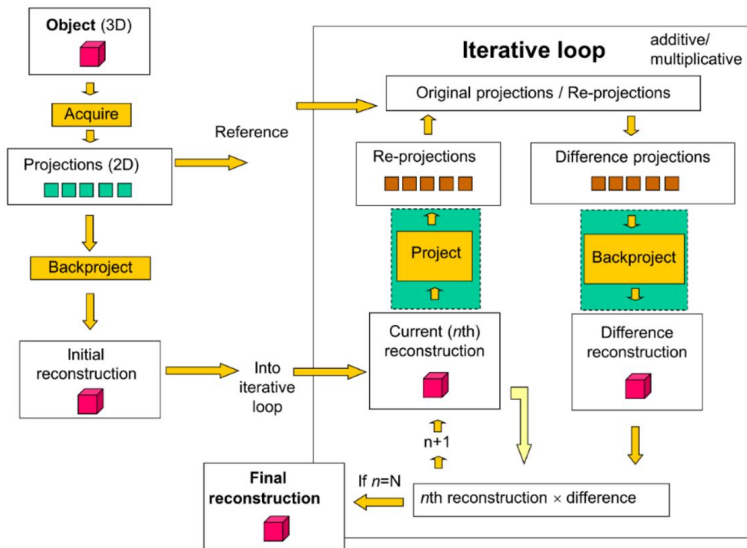 Object (3D)
Acquire
Projections (2D)
Backproject
Initial
reconstruction
Reference
Into
iterative
loop
Iterative loop
additive/
multiplicative
Original projections / Re-projections
Re-projections
Difference projections
Project
Backproject
Current (nth)
reconstruction
Difference
reconstruction
n+1
nth reconstruction × difference
If n=N
Final
reconstruction